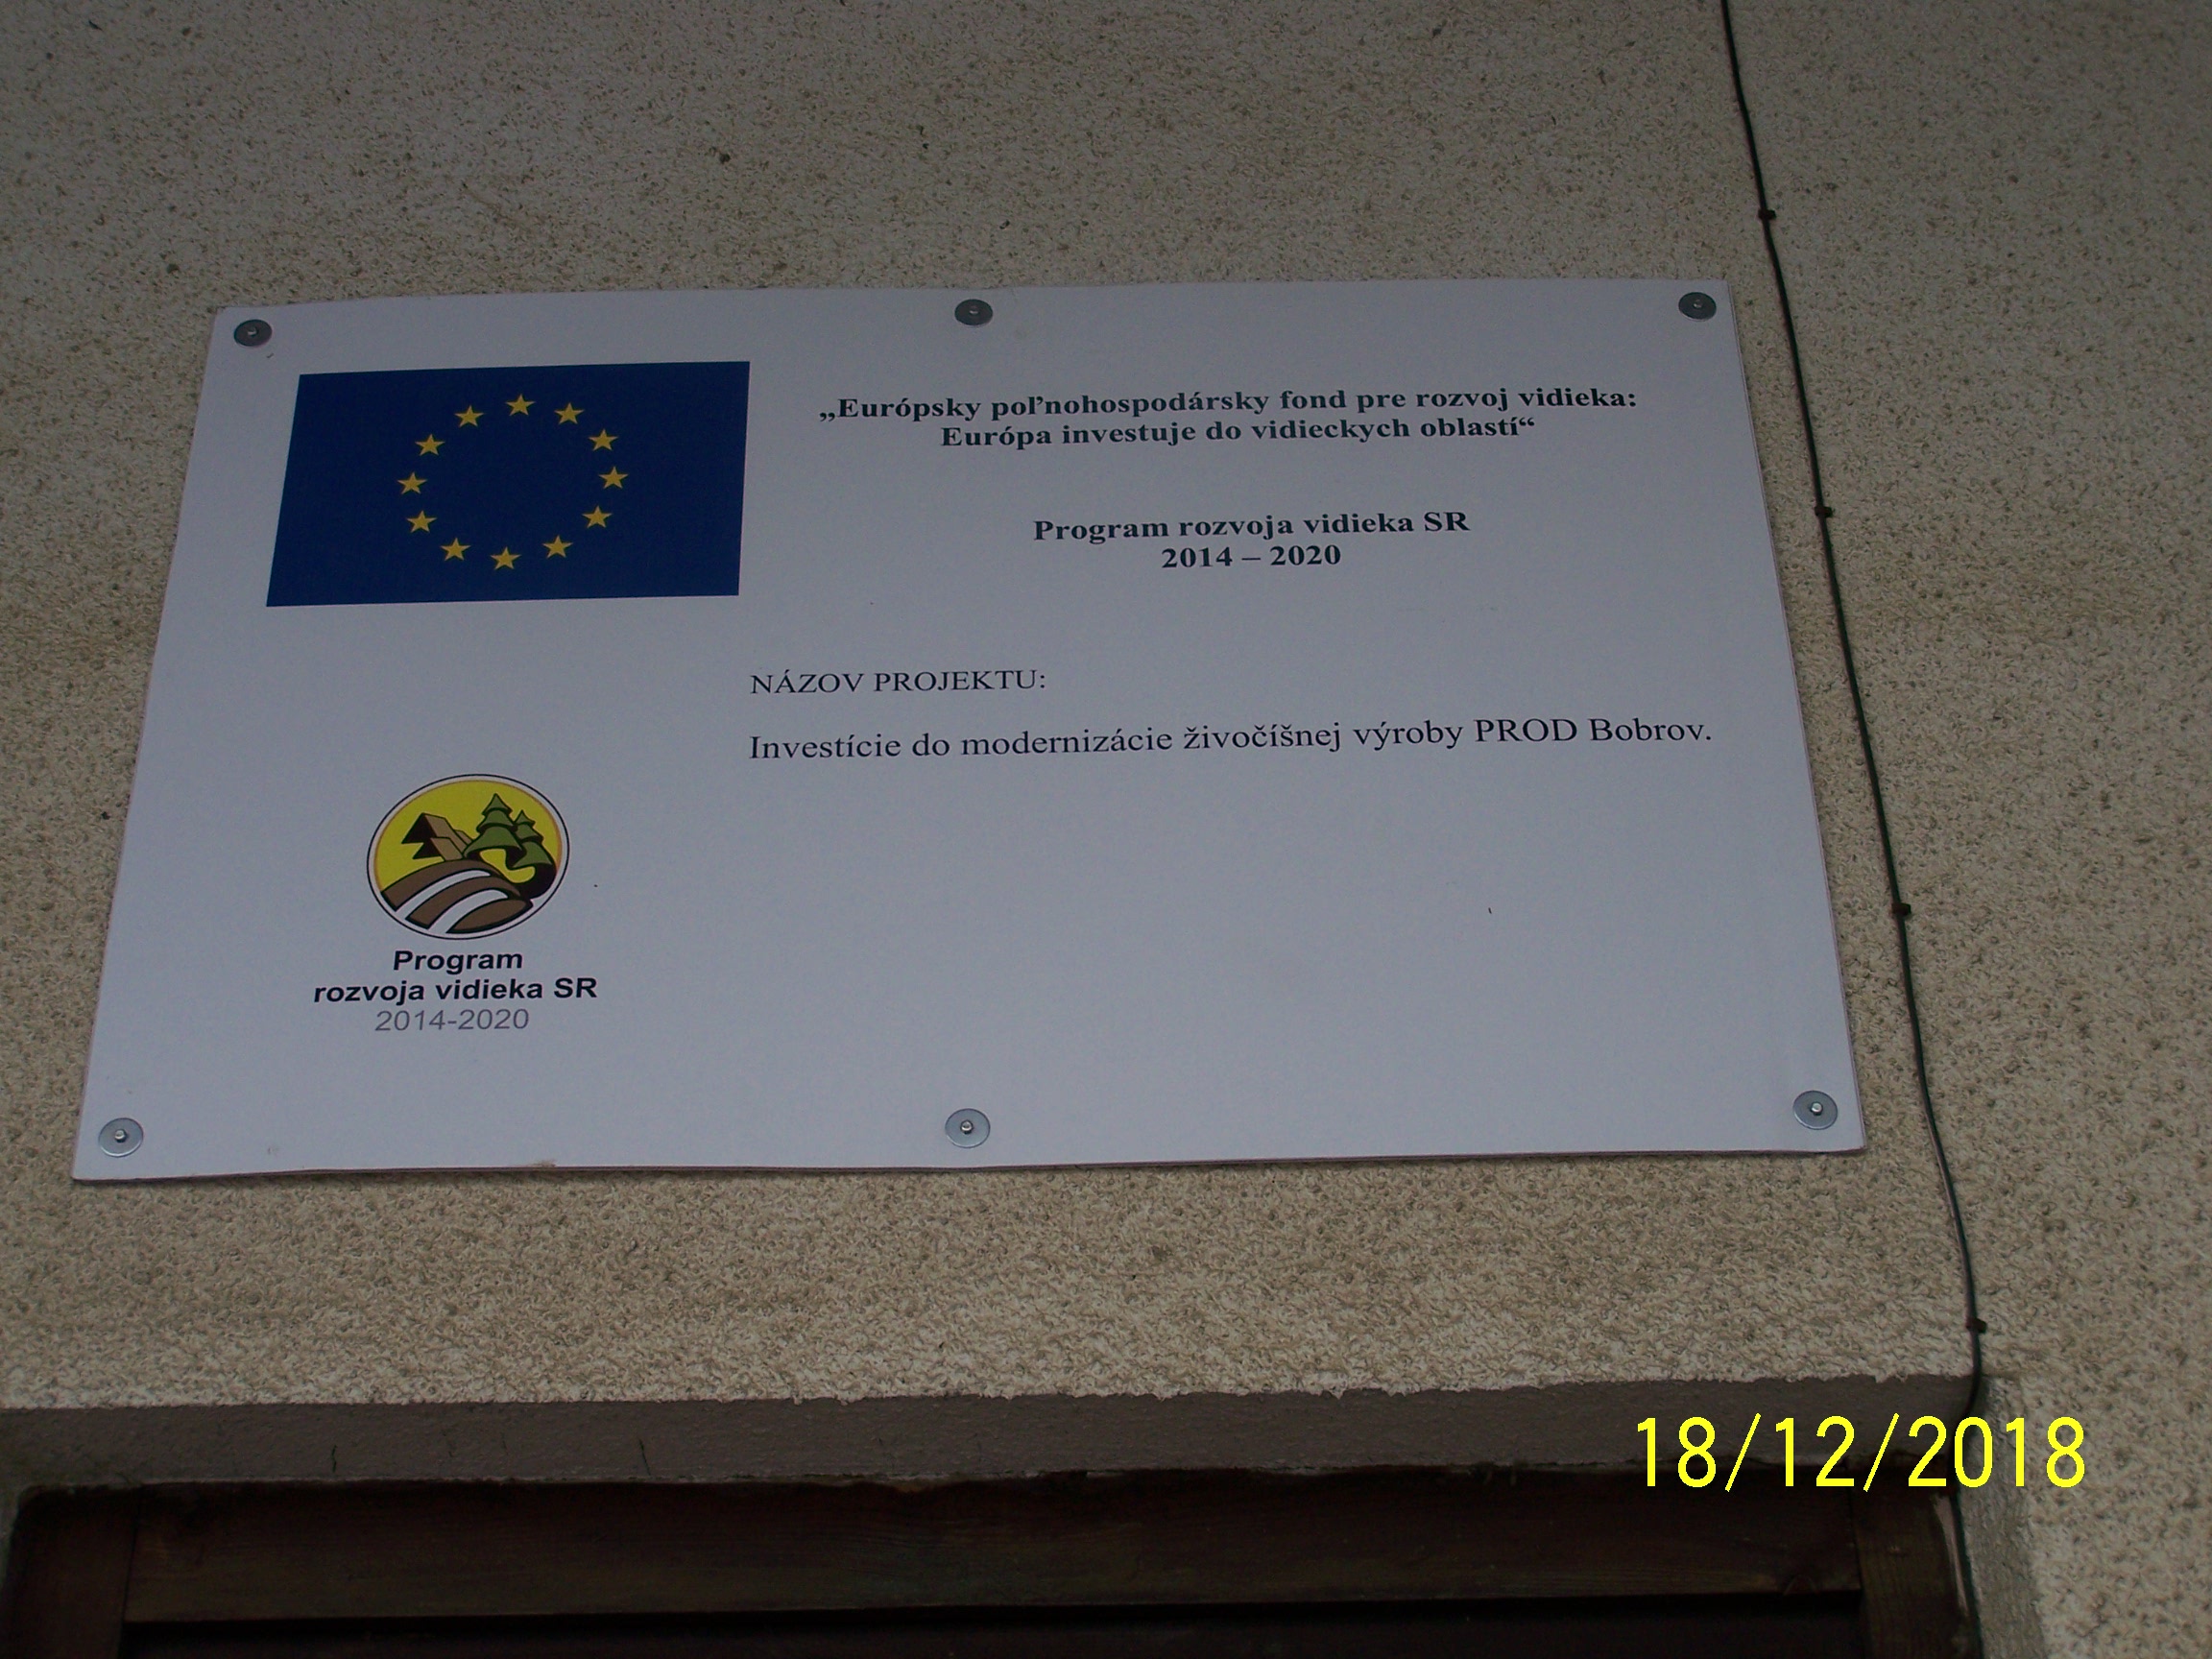 „Európsky poľnohospodársky fond pre rozvoj vidieka:
Európa investuje do vidieckych oblastí“
Program rozvoja vidieka SR
2014 – 2020
NÁZOV PROJEKTU:
Investície do modernizácie živočíšnej výroby PROD Bobrov.
Program
rozvoja vidieka SR
2014-2020
18/12/2018